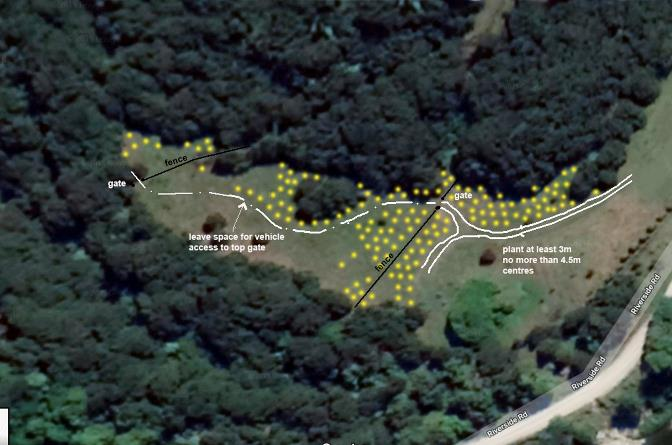 fence
gate
gate
leave space for vehicle
access to top gate
fence
plant at least 3m
no more than 4.5m
centres
Riverside Rd
Riverside Rd
Riverside Rd